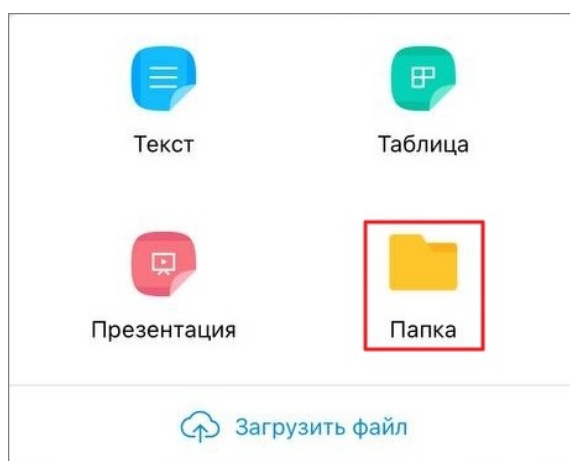 Текст
Таблица
Презентация
Папка
Загрузить файл